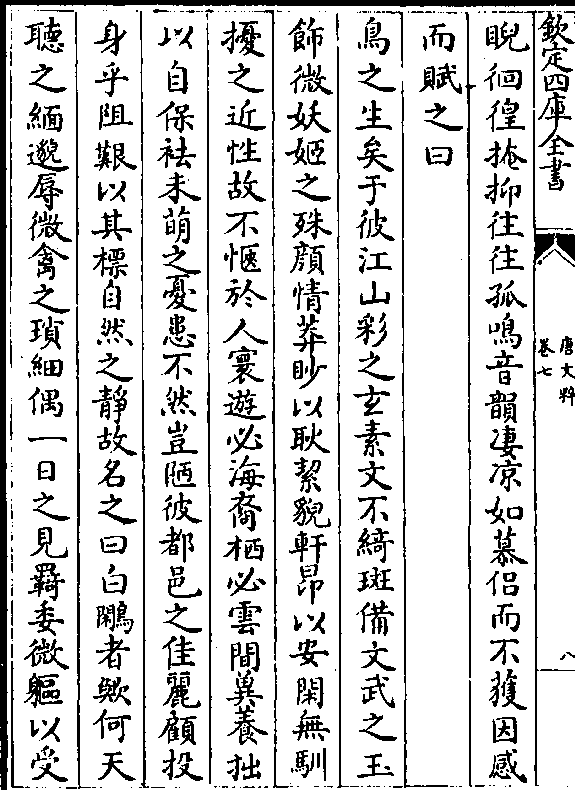 欽定四庫全書
唐文粹
卷七
八
睨徊徨掩抑往往孤鳴音韻凄凉如慕侣而不獲因感
而賦之曰
鳥之生矣于彼江山彩之玄素文不綺斑備文武之玉
飾微妖姬之殊顔情莽眇以耿絜貌軒昂以安閑無馴
擾之近性故不愜於人寰遊必海裔栖必雲間兾養拙
以自保祛未萌之憂患不然豈陋彼都邑之佳麗顧投
身乎阻艱以其標自然之靜故名之曰白鷴者歟何天
聽之緬邈辱微禽之瑣細偶一日之見羇委微軀以受